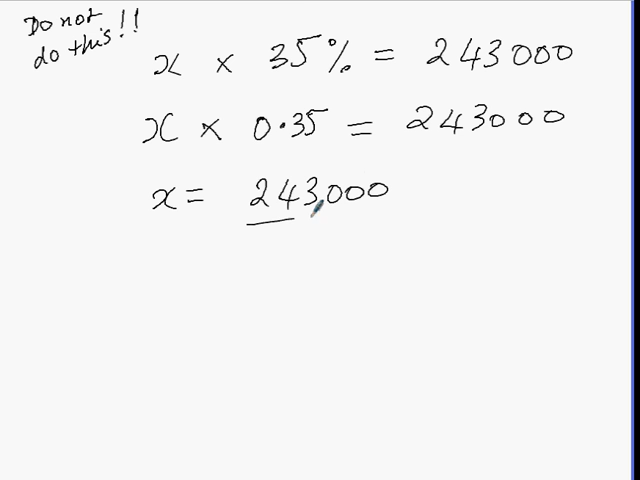 Do not
do this!!
x × 35% = 243000
x × 0.35 = 243000
x = 243,000